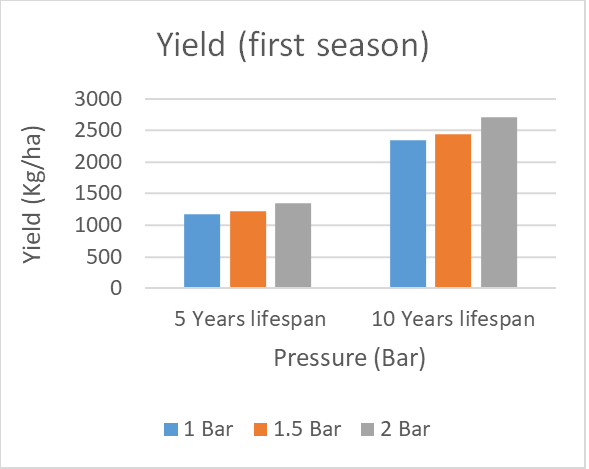 Yield (first season)
Yield (Kg/ha)
3000
2500
2000
1500
1000
500
0
5 Years lifespan 10 Years lifespan
Pressure (Bar)
1 Bar 1.5 Bar 2 Bar